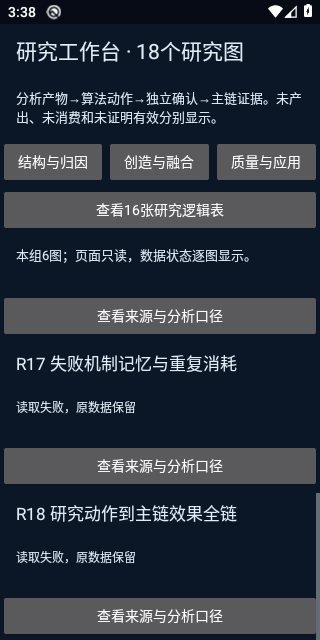 3:38
研究工作台 · 18个研究图
分析产物→算法动作→独立确认→主链证据。未产
出、未消费和未证明有效分别显示。
结构与归因 创造与融合 质量与应用
查看16张研究逻辑表
本组6图；页面只读，数据状态逐图显示。
查看来源与分析口径
R17 失败机制记忆与重复消耗
读取失败，原数据保留
查看来源与分析口径
R18 研究动作到主链效果全链
读取失败，原数据保留
查看来源与分析口径